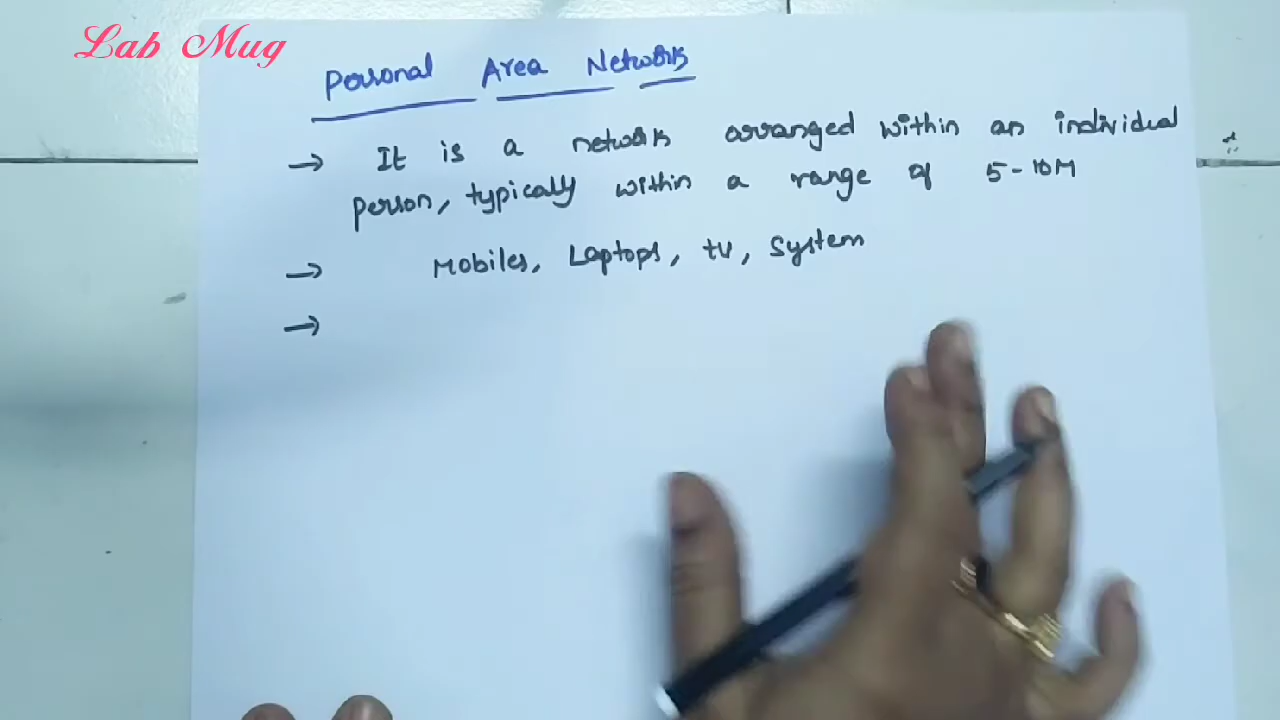 Lab Mug
Personal Area Network
→ It is a network arranged within an individual
person, typically within a range of 5-10M
→ Mobiles, Laptops, tv, System
→